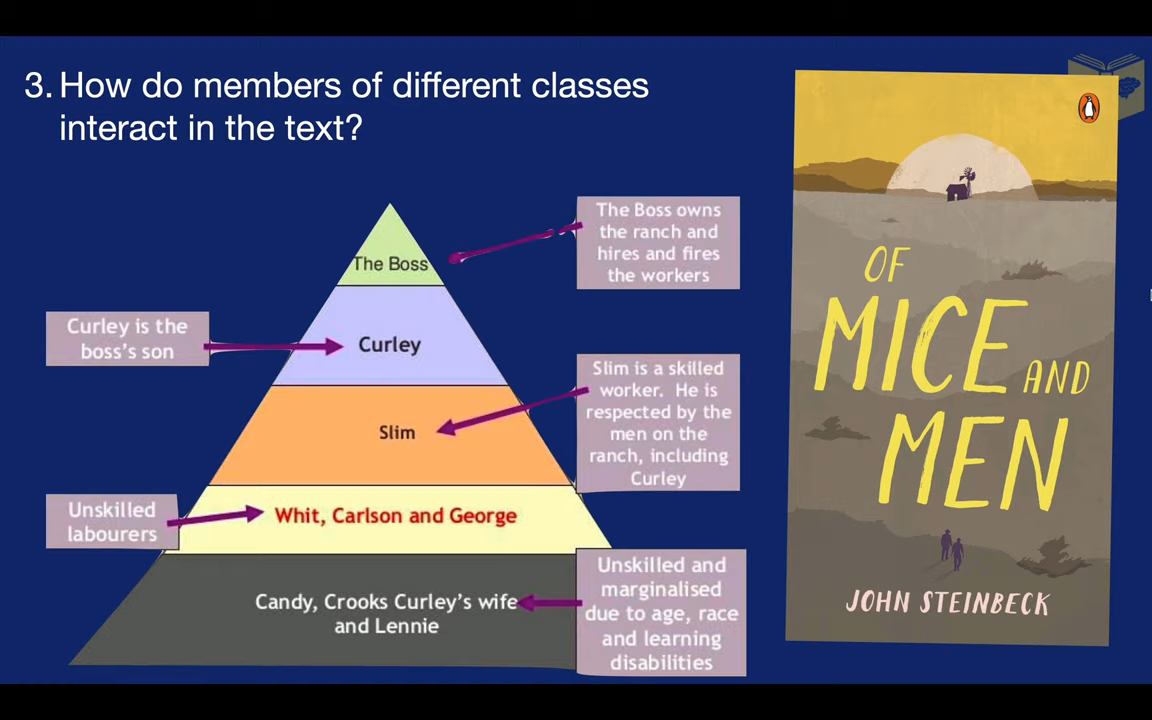 3. How do members of different classes
interact in the text?
The Boss owns
the ranch and
hires and fires
the workers
The Boss
Curley is the
boss's son
Curley
Slim is a skilled
worker. He is
respected by the
men on the
ranch, including
Curley
Slim
Unskilled
labourers
Whit, Carlson and George
Candy, Crooks Curley's wife
and Lennie
Unskilled and
marginalised
due to age, race
and learning
disabilities
OF
MICE AND
MEN
JOHN STEINBECK